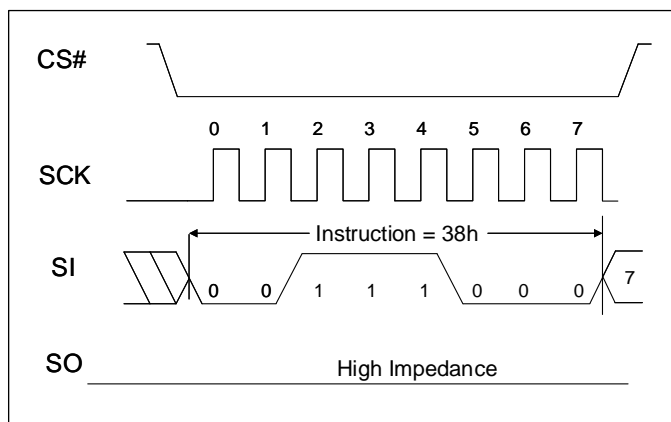 CS#
0 1 2 3 4 5 6 7
SCK
Instruction = 38h
SI
0 0 1 1 1 0 0 0 7
SO
High Impedance